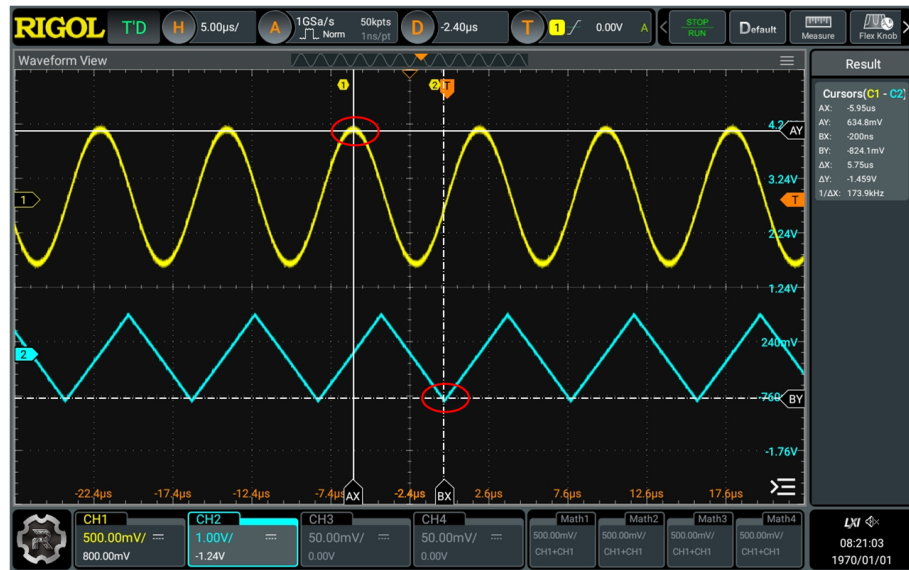 RIGOL T'D H 5.00μs/ A 1GSa/s Norm 50kpts 1ns/pt D -2.40μs T 1 0.00V A STOP RUN Default Measure Flex Knob
Waveform View
Result
1 2 T
Cursors(C1 - C2)
AX: -5.95us
AY: 634.8mV
BX: -200ns
BY: -824.1mV
ΔX: 5.75us
ΔY: -1.459V
1/ΔX: 173.9kHz
AY
3.24V
1 T
2.24V
1.24V
2 240mV
-760 BY
-1.76V
-22.4μs -17.4μs -12.4μs -7.4μs AX -2.4μs BX 2.6μs 7.6μs 12.6μs 17.6μs
CH1
500.00mV/
800.00mV
CH2
1.00V/
-1.24V
CH3
50.00mV/
0.00V
CH4
50.00mV/
0.00V
Math1
500.00mV/
CH1+CH1
Math2
500.00mV/
CH1+CH1
Math3
500.00mV/
CH1+CH1
Math4
500.00mV/
CH1+CH1
LXI
08:21:03
1970/01/01